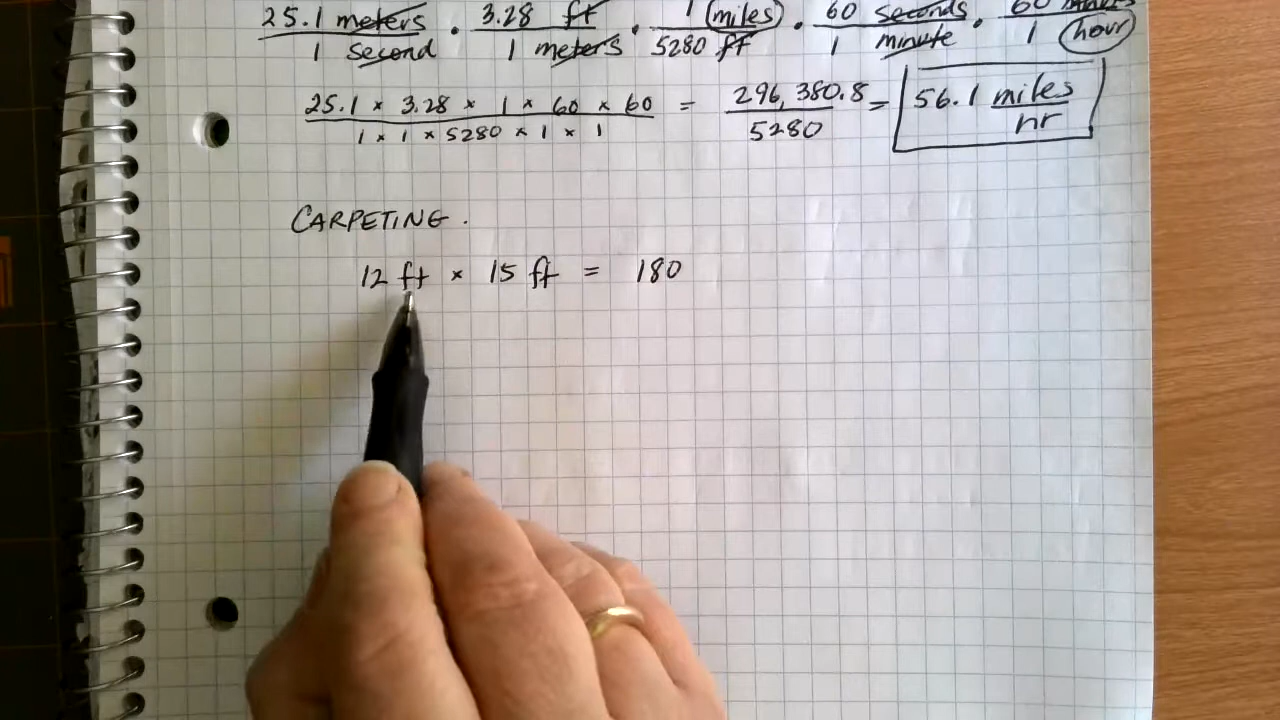 25.1 meters / 1 second · 3.28 ft / 1 meters · 1 miles / 5280 ft · 60 seconds / 1 minute · 60 / 1 hour
25.1 × 3.28 × 1 × 60 × 60 / 1 × 1 × 5280 × 1 × 1 = 296,380.8 / 5280 = 56.1 miles / hr
CARPETING.
12 ft × 15 ft = 180